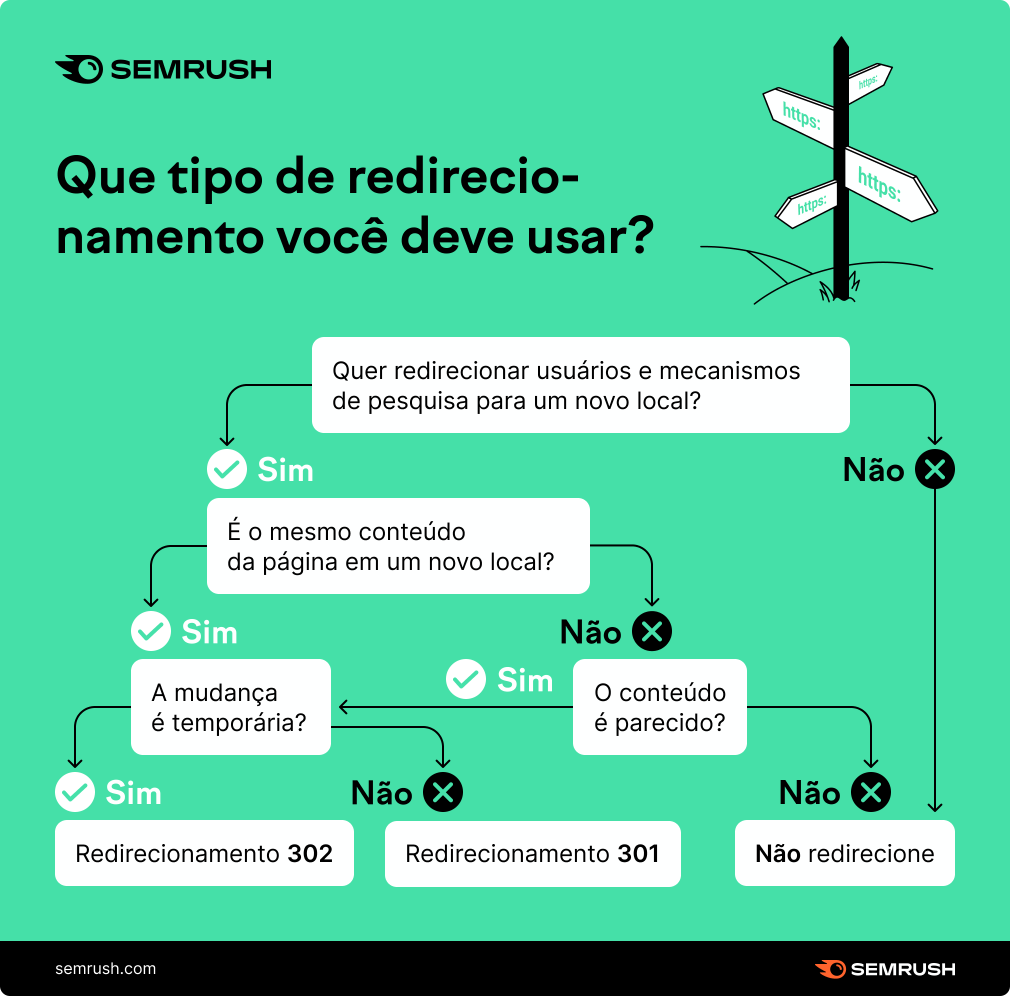 SEMRUSH
https:
https:
https:
https:
Que tipo de redirecio-
namento você deve usar?
Quer redirecionar usuários e mecanismos
de pesquisa para um novo local?
Sim
Não
É o mesmo conteúdo
da página em um novo local?
Sim
Não
A mudança
é temporária?
Sim
O conteúdo
é parecido?
Sim
Não
Não
Redirecionamento 302
Redirecionamento 301
Não redirecione
semrush.com
SEMRUSH